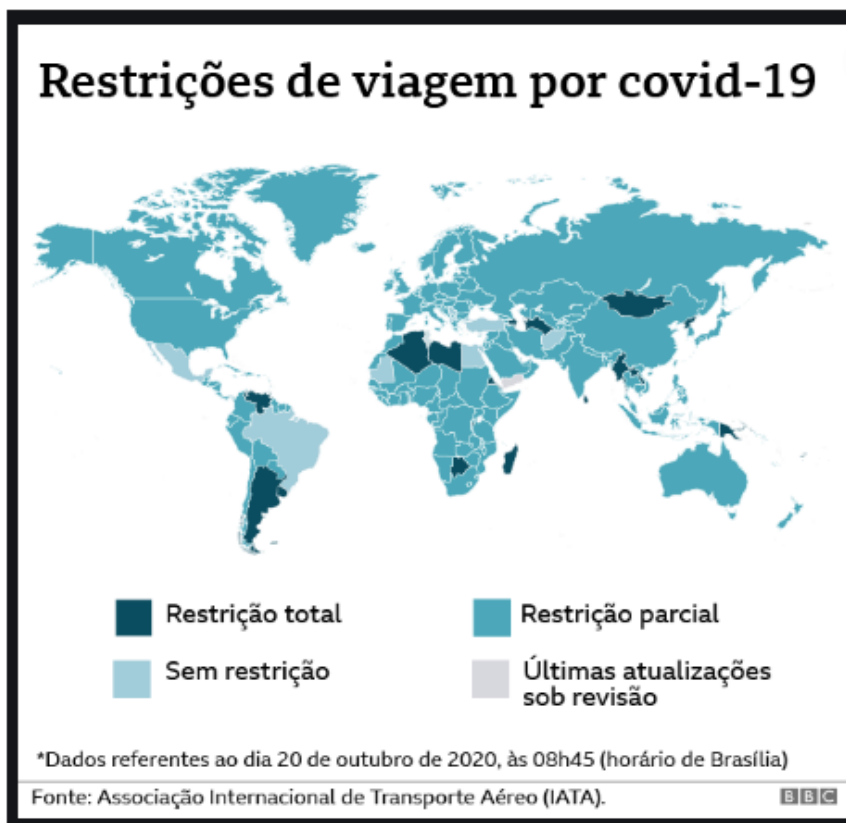 Restrições de viagem por covid-19
Restrição total
Restrição parcial
Sem restrição
Últimas atualizações
sob revisão
*Dados referentes ao dia 20 de outubro de 2020, às 08h45 (horário de Brasília)
Fonte: Associação Internacional de Transporte Aéreo (IATA).
BBC